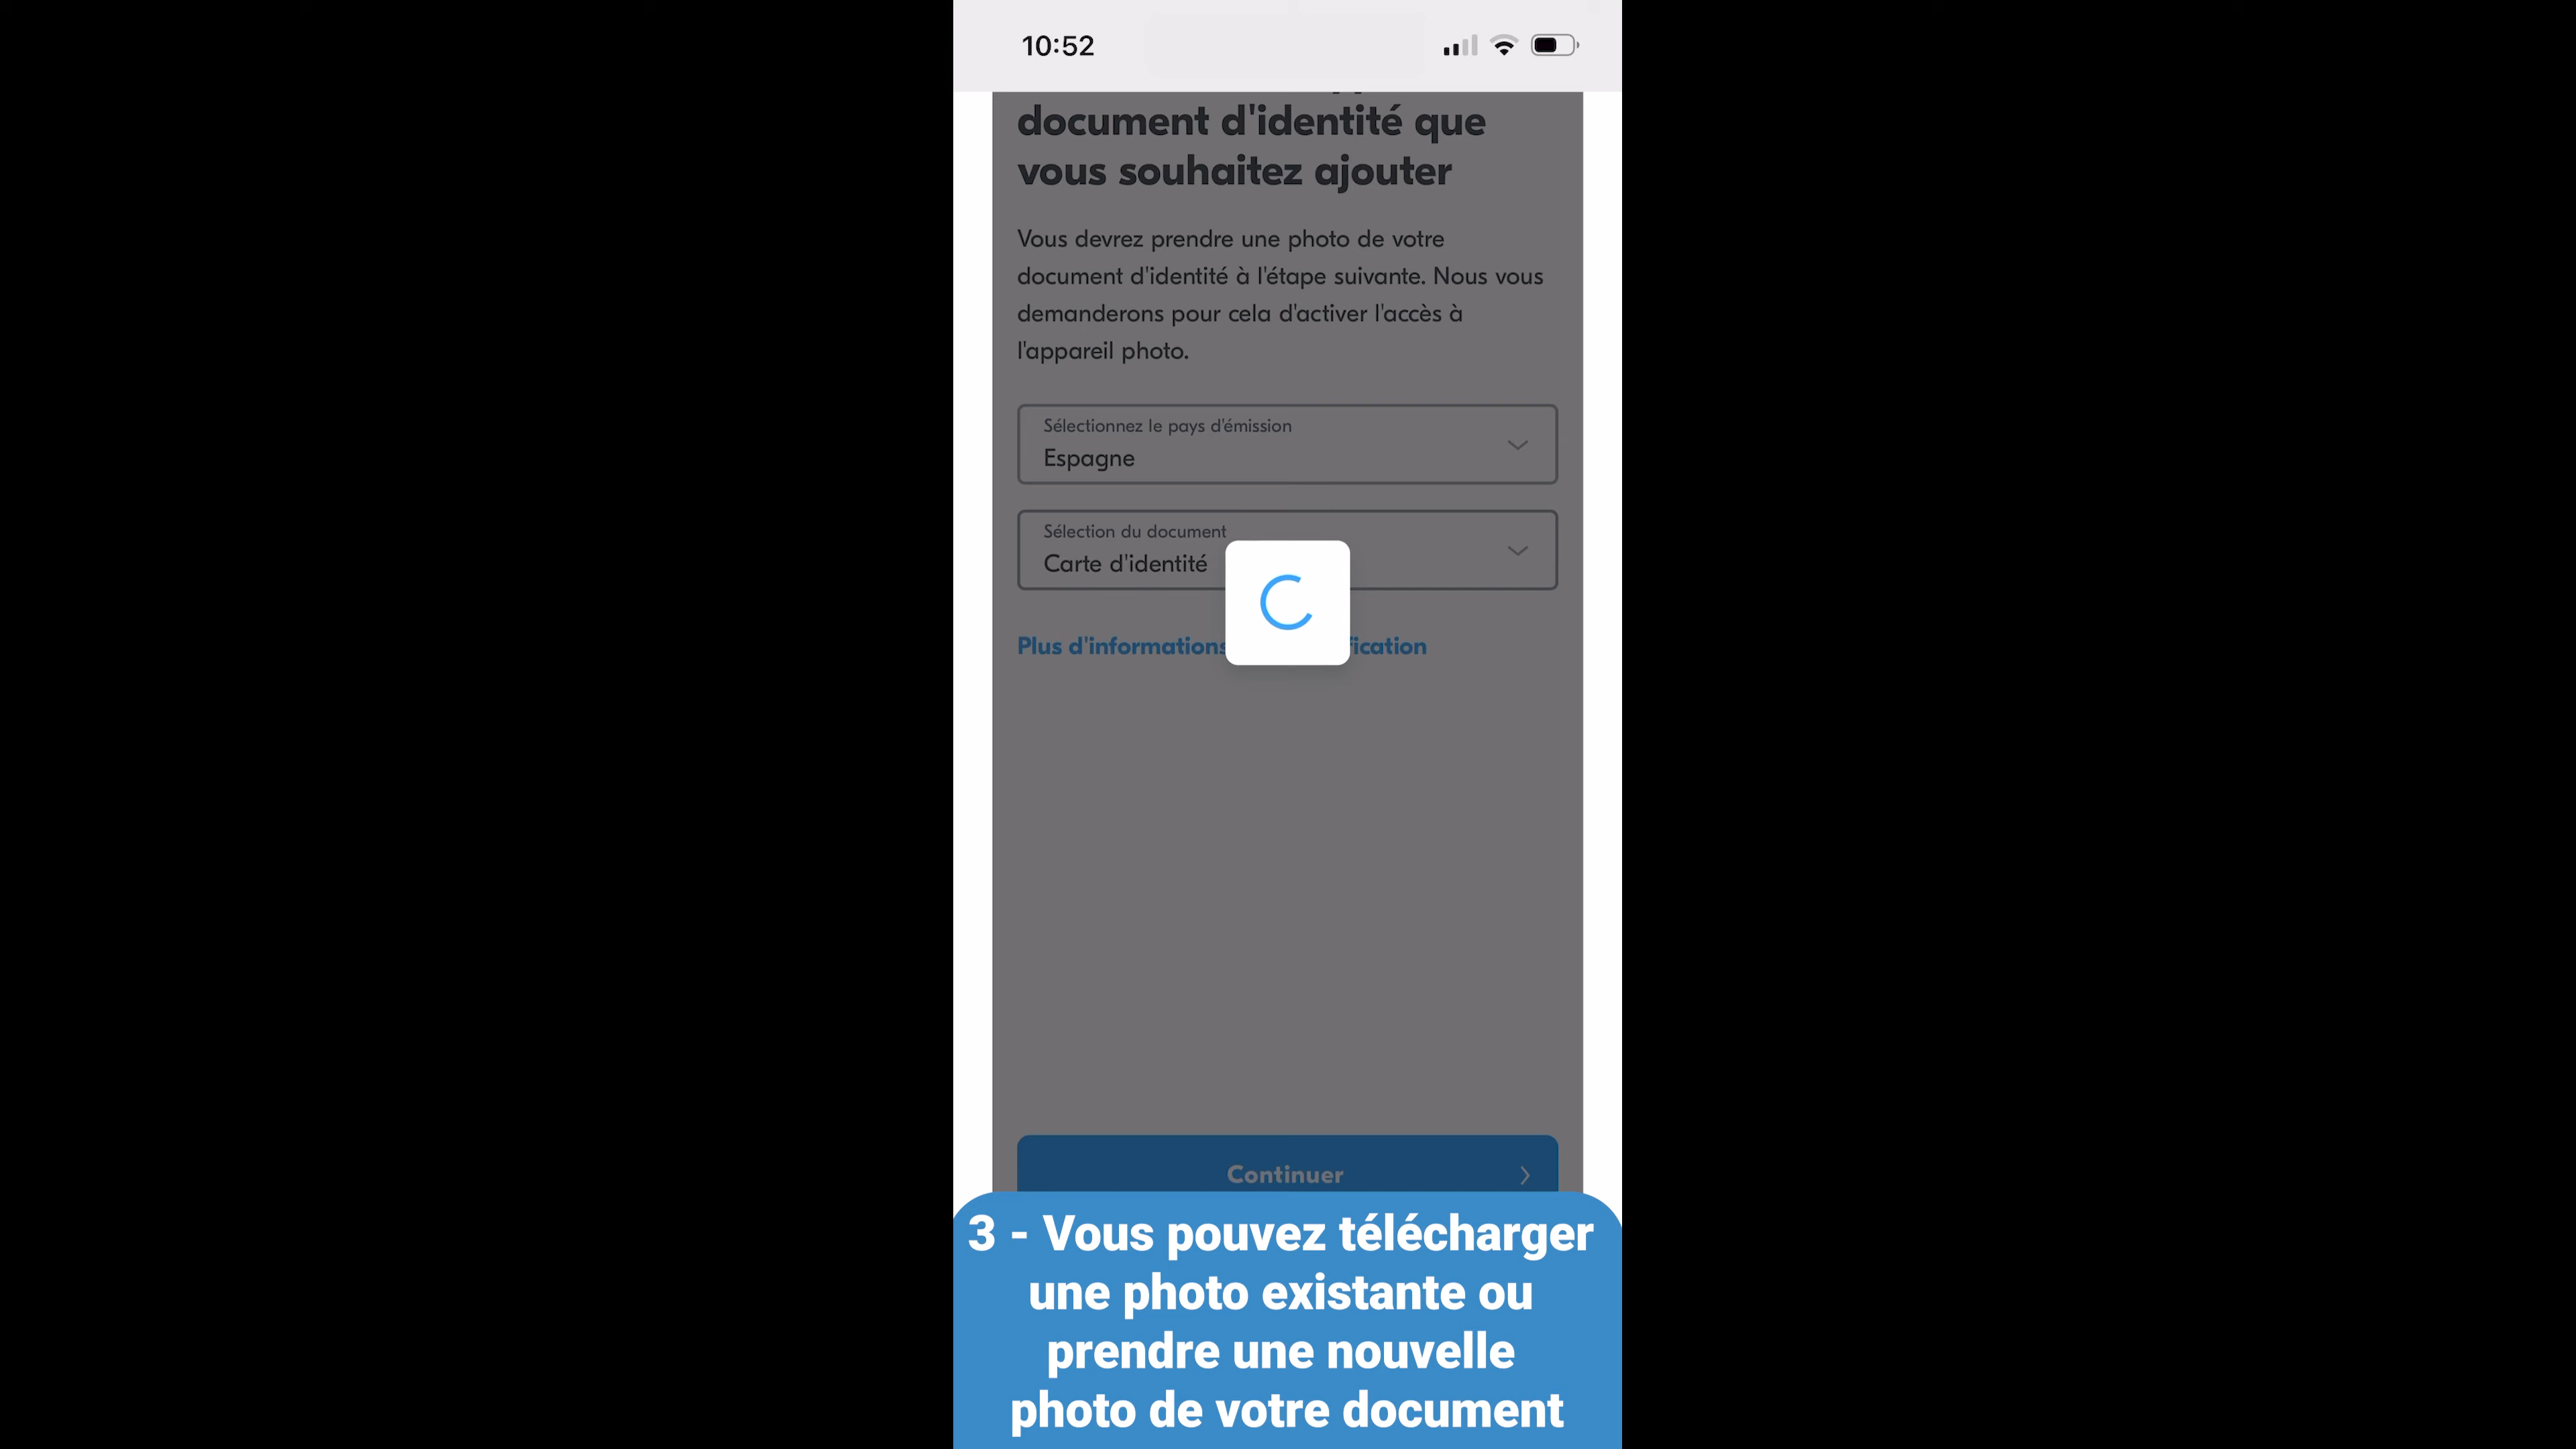 10:52
document d'identité que
vous souhaitez ajouter
Vous devrez prendre une photo de votre
document d'identité à l'étape suivante. Nous vous
demanderons pour cela d'activer l'accès à
l'appareil photo.
Sélectionnez le pays d'émission
Espagne
Sélection du document
Carte d'identité
Plus d'informations
Continuer
3 - Vous pouvez télécharger
une photo existante ou
prendre une nouvelle
photo de votre document